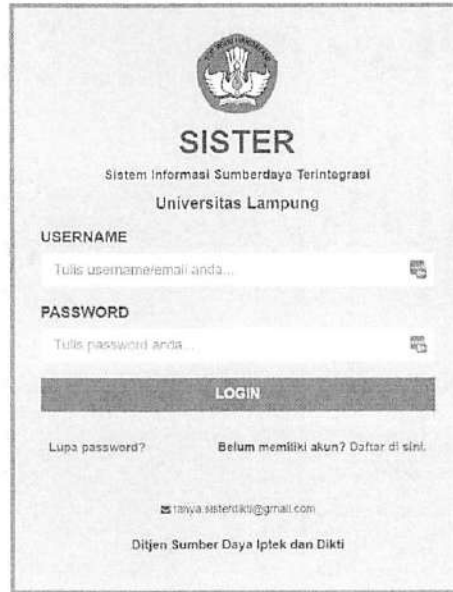 SISTER
Sistem Informasi Sumberdaya Terintegrasi
Universitas Lampung
USERNAME
Tulis username/email anda...
PASSWORD
Tulis password anda...
LOGIN
Lupa password? Belum memiliki akun? Daftar di sini.
tanya.sisterdikti@gmail.com
Ditjen Sumber Daya Iptek dan Dikti